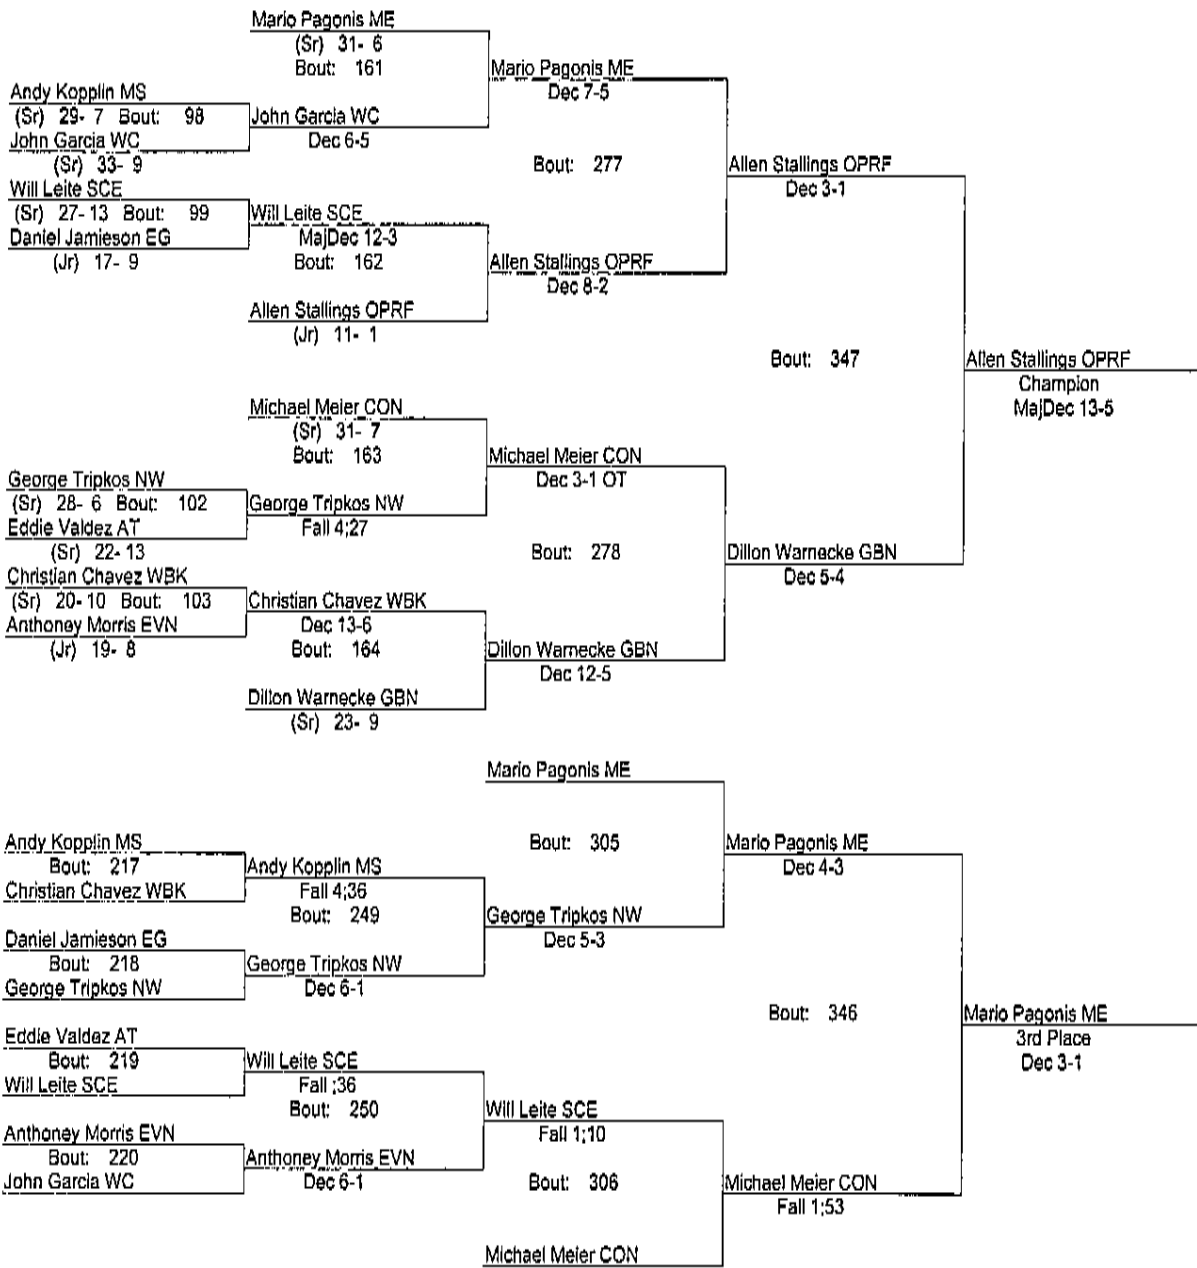 Mario Pagonis ME
(Sr) 31- 6
Bout: 161
Mario Pagonis ME
Dec 7-5
Andy Kopplin MS
(Sr) 29- 7 Bout: 98
John Garcia WC
Dec 6-5
John Garcia WC
(Sr) 33- 9
Bout: 277
Allen Stallings OPRF
Dec 3-1
Will Leite SCE
(Sr) 27- 13 Bout: 99
Will Leite SCE
MajDec 12-3
Daniel Jamieson EG
(Jr) 17- 9
Bout: 162
Allen Stallings OPRF
Dec 8-2
Allen Stallings OPRF
(Jr) 11- 1
Bout: 347
Allen Stallings OPRF
Champion
MajDec 13-5
Michael Meier CON
(Sr) 31- 7
Bout: 163
Michael Meier CON
Dec 3-1 OT
George Tripkos NW
(Sr) 28- 6 Bout: 102
George Tripkos NW
Fall 4;27
Eddie Valdez AT
(Sr) 22- 13
Bout: 278
Dillon Warnecke GBN
Dec 5-4
Christian Chavez WBK
(Sr) 20- 10 Bout: 103
Christian Chavez WBK
Dec 13-6
Anthoney Morris EVN
(Jr) 19- 8
Bout: 164
Dillon Warnecke GBN
Dec 12-5
Dillon Warnecke GBN
(Sr) 23- 9
Mario Pagonis ME
Bout: 305
Mario Pagonis ME
Dec 4-3
Andy Kopplin MS
Bout: 217
Andy Kopplin MS
Fall 4;36
Christian Chavez WBK
Bout: 249
George Tripkos NW
Dec 5-3
Daniel Jamieson EG
Bout: 218
George Tripkos NW
Dec 6-1
George Tripkos NW
Bout: 346
Mario Pagonis ME
3rd Place
Dec 3-1
Eddie Valdez AT
Bout: 219
Will Leite SCE
Fall ;36
Will Leite SCE
Bout: 250
Will Leite SCE
Fall 1;10
Anthoney Morris EVN
Bout: 220
Anthoney Morris EVN
Dec 6-1
John Garcia WC
Bout: 306
Michael Meier CON
Fall 1;53
Michael Meier CON